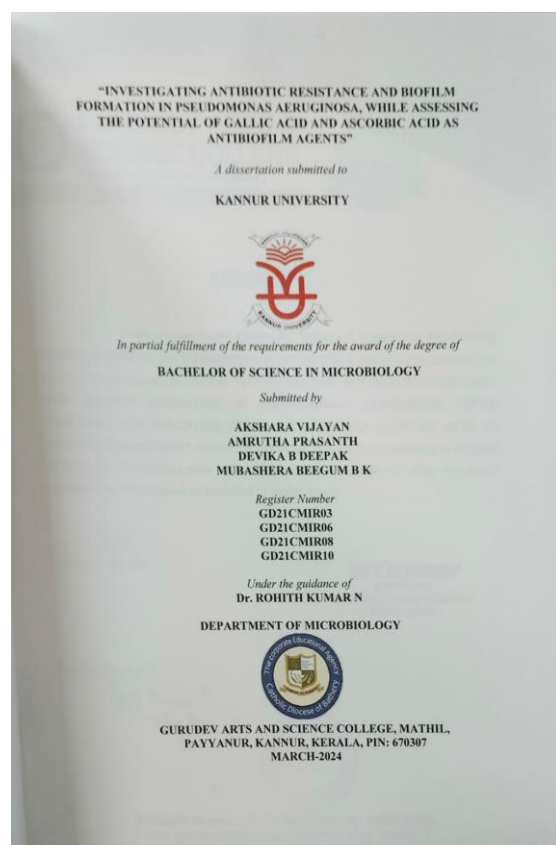 “INVESTIGATING ANTIBIOTIC RESISTANCE AND BIOFILM
FORMATION IN PSEUDOMONAS AERUGINOSA, WHILE ASSESSING
THE POTENTIAL OF GALLIC ACID AND ASCORBIC ACID AS
ANTIBIOFILM AGENTS”
A dissertation submitted to
KANNUR UNIVERSITY
KANNUR UNIVERSITY
In partial fulfillment of the requirements for the award of the degree of
BACHELOR OF SCIENCE IN MICROBIOLOGY
Submitted by
AKSHARA VIJAYAN
AMRUTHA PRASANTH
DEVIKA B DEEPAK
MUBASHERA BEEGUM B K
Register Number
GD21CMIR03
GD21CMIR06
GD21CMIR08
GD21CMIR10
Under the guidance of
Dr. ROHITH KUMAR N
DEPARTMENT OF MICROBIOLOGY
The corporate Educational Agency
Catholic Diocese of Bathery
GURUDEV ARTS AND SCIENCE COLLEGE, MATHIL,
PAYYANUR, KANNUR, KERALA, PIN: 670307
MARCH-2024